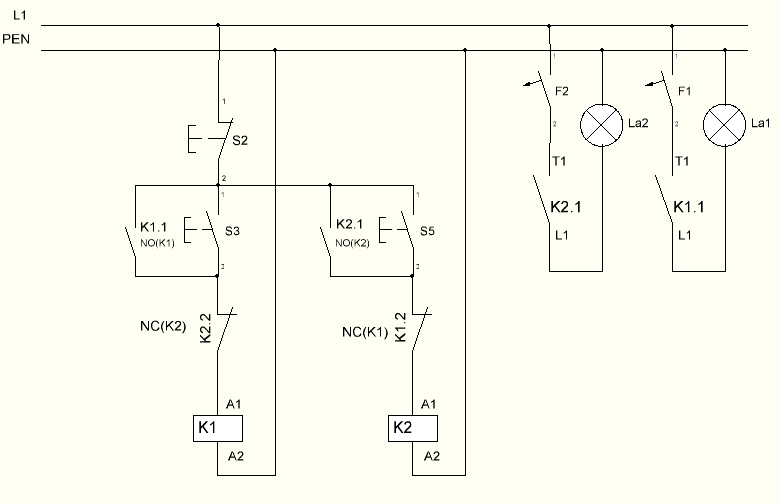 L1
PEN
1
1
1
F2
F1
1
2
2
La2
La1
S2
T1
T1
2
1
1
K2.1
K1.1
K1.1
S3
K2.1
S5
L1
L1
NO(K1)
NO(K2)
2
2
NC(K2)
K2.2
NC(K1)
K1.2
A1
A1
K1
K2
A2
A2